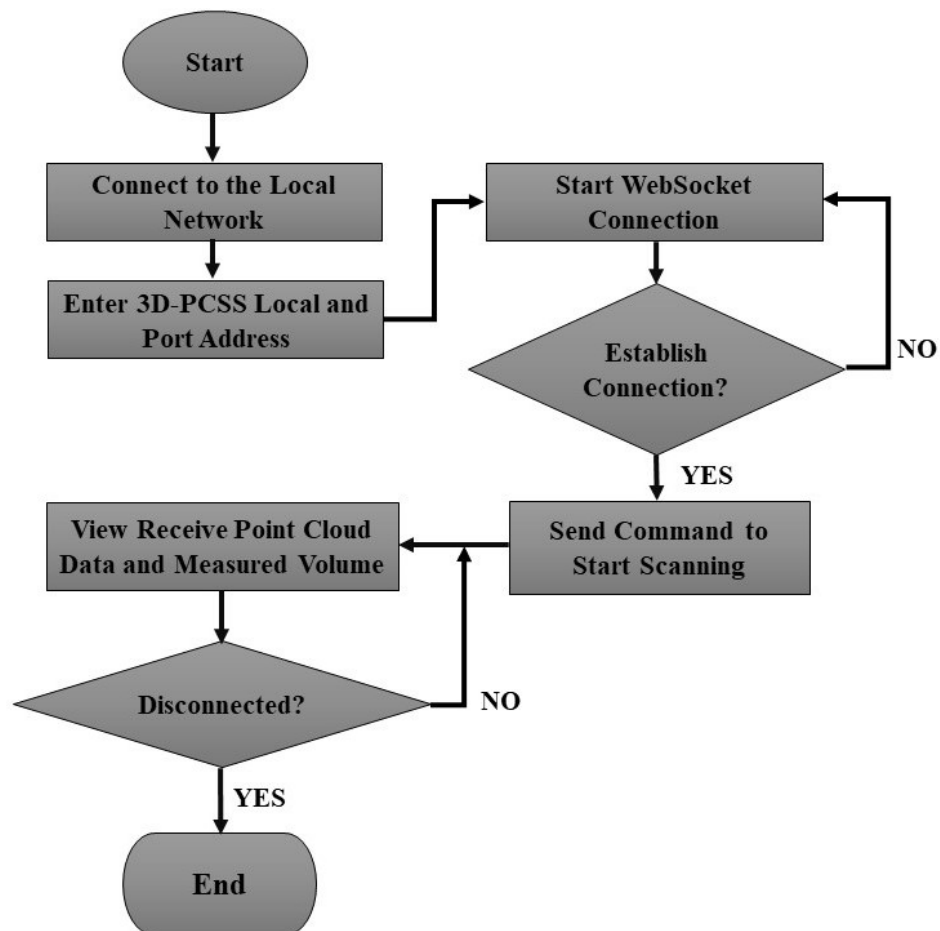 Start
Connect to the Local
Network
Enter 3D-PCSS Local and
Port Address
Start WebSocket
Connection
Establish
Connection?
NO
YES
Send Command to
Start Scanning
View Receive Point Cloud
Data and Measured Volume
Disconnected?
NO
YES
End